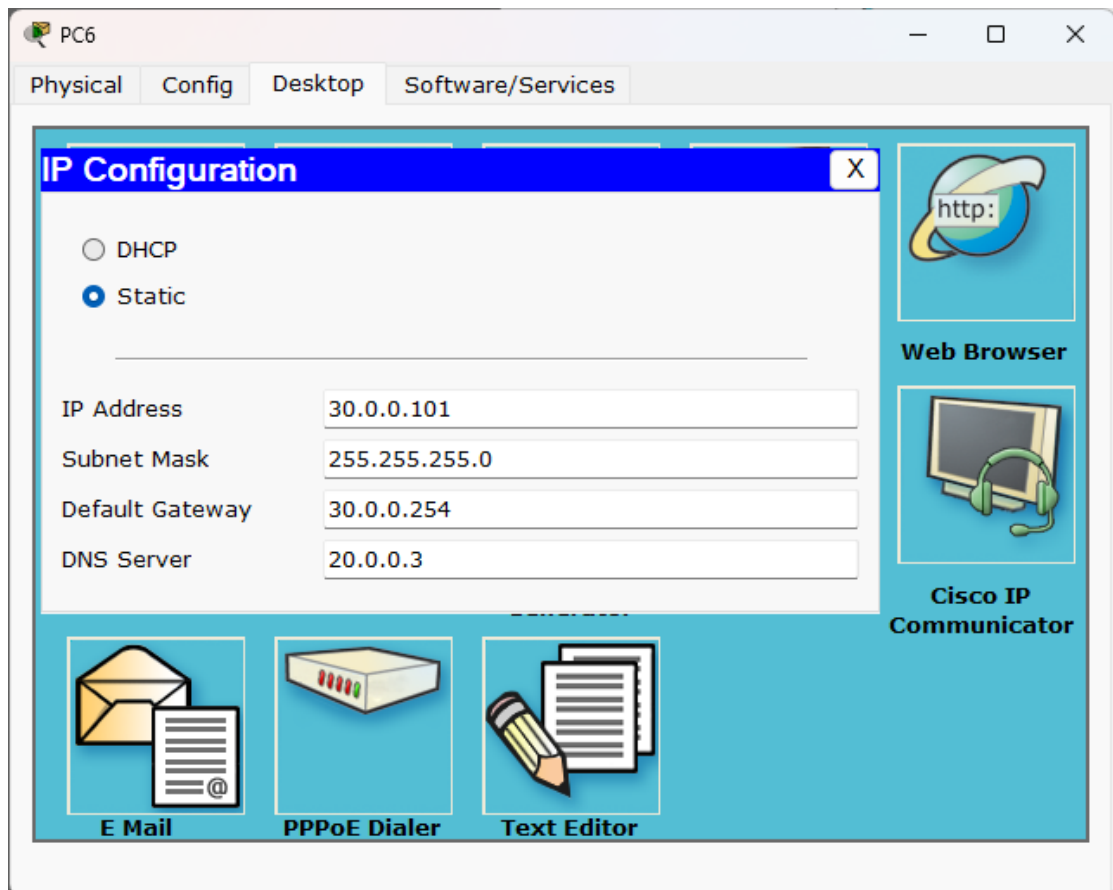 PC6
Physical Config Desktop Software/Services
IP Configuration X
http:
DHCP
Static
Web Browser
IP Address 30.0.0.101
Subnet Mask 255.255.255.0
Default Gateway 30.0.0.254
DNS Server 20.0.0.3
Cisco IP
Communicator
@
E Mail PPPoE Dialer Text Editor